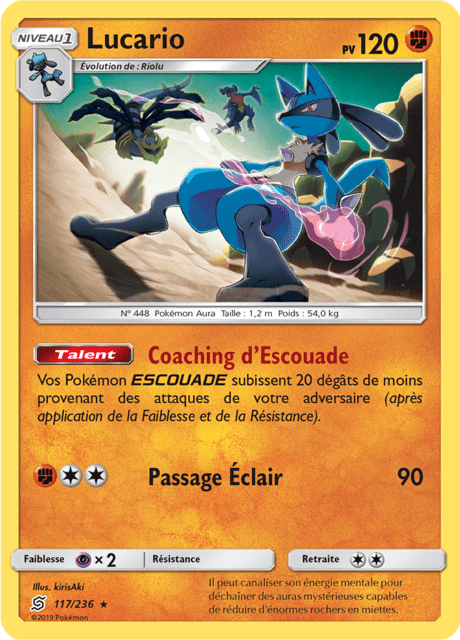 NIVEAU 1
Lucario
PV 120
Évolution de : Riolu
N° 448 Pokémon Aura Taille : 1,2 m Poids : 54,0 kg
Talent Coaching d'Escouade
Vos Pokémon ESCOUADE subissent 20 dégâts de moins
provenant des attaques de votre adversaire (après
application de la Faiblesse et de la Résistance).
Passage Éclair 90
Faiblesse ×2 Résistance Retraite
Illus. kirisAki
117/236 ★
©2019 Pokémon
Il peut canaliser son énergie mentale pour
déchaîner des auras mystérieuses capables
de réduire d'énormes rochers en miettes.